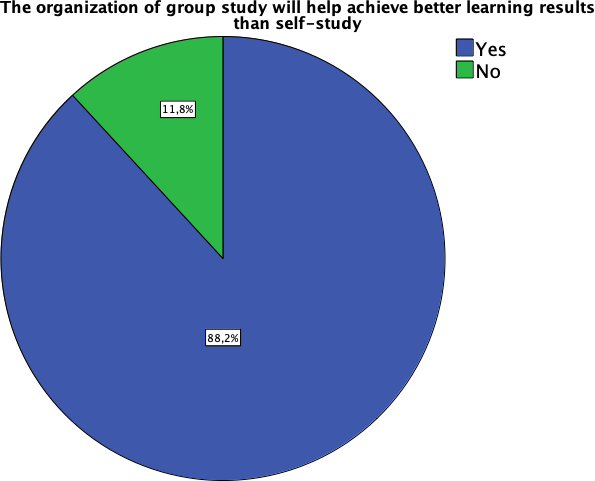 The organization of group study will help achieve better learning results
than self-study
Yes
No
11,8%
88,2%